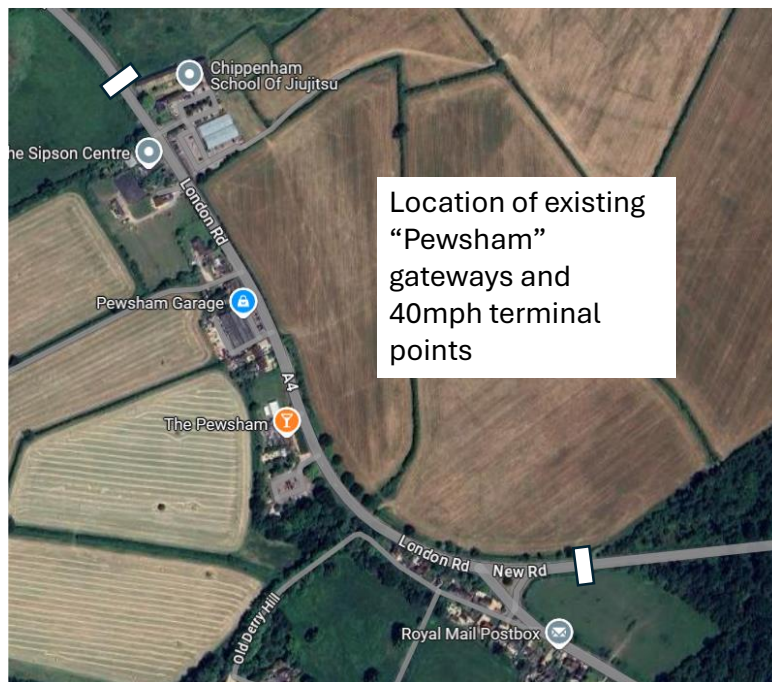 Chippenham
School Of Jiujitsu
he Sipson Centre
London Rd
Location of existing
“Pewsham”
gateways and
40mph terminal
points
Pewsham Garage
A4
The Pewsham
London Rd
New Rd
Old Derry Hill
Royal Mail Postbox